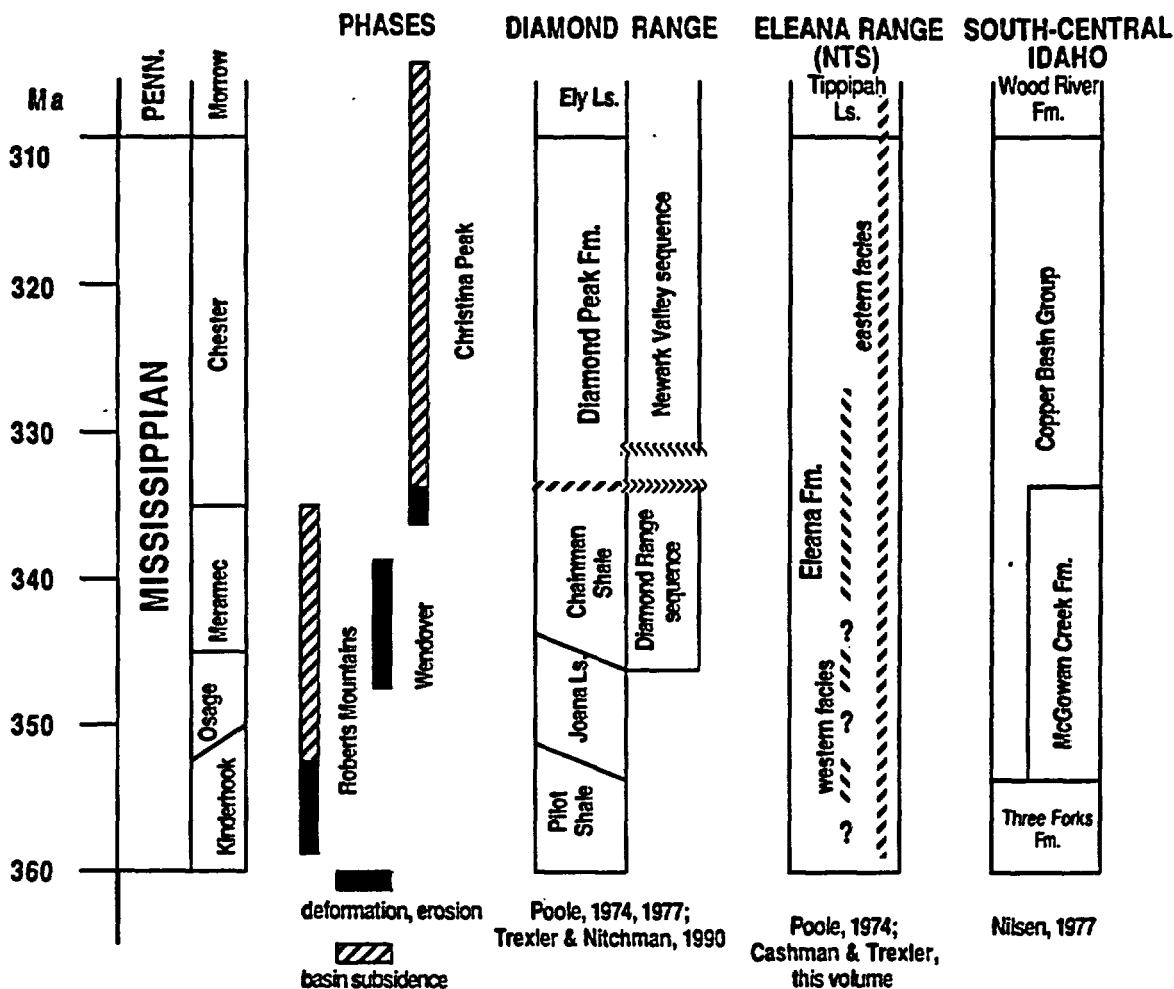 PHASES
DIAMOND RANGE
ELEANA RANGE
(NTS)
SOUTH-CENTRAL
IDAHO
Ma
310
320
330
340
350
360
PENN.
MISSISSIPPIAN
Morrow
Chester
Meramec
Osage
Kinderhook
Roberts Mountains
Wendover
Christina Peak
deformation, erosion
basin subsidence
Ely Ls.
Diamond Peak Fm.
Chainman
Shale
Joana Ls.
Pilot
Shale
Newark Valley sequence
Diamond Range
sequence
Poole, 1974, 1977;
Trexler & Nitchman, 1990
Tippipah
Ls.
Eleana Fm.
eastern facies
western facies
?
?
?
Poole, 1974;
Cashman & Trexler,
this volume
Wood River
Fm.
Copper Basin Group
McGowan Creek Fm.
Three Forks
Fm.
Nilsen, 1977